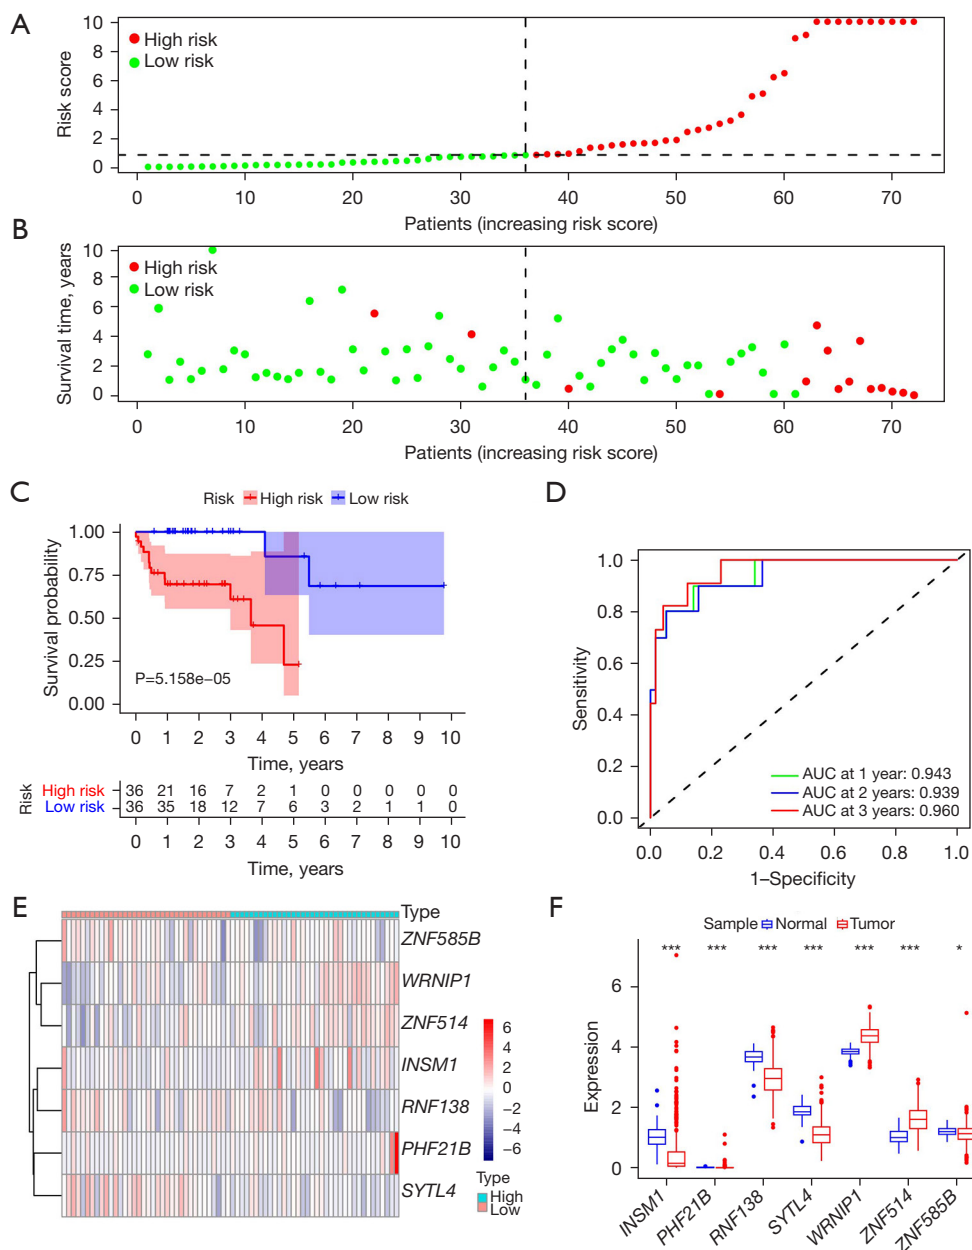 A
10
8
6
4
2
0
Risk score
High risk
Low risk
0 10 20 30 40 50 60 70
Patients (increasing risk score)
B
10
8
6
4
2
0
Survival time, years
High risk
Low risk
0 10 20 30 40 50 60 70
Patients (increasing risk score)
C
Risk High risk Low risk
1.00
0.75
0.50
0.25
0.00
Survival probability
P=5.158e−05
0 1 2 3 4 5 6 7 8 9 10
Time, years
Risk
High risk 36 21 16 7 2 1 0 0 0 0 0
Low risk 36 35 18 12 7 6 3 2 1 1 0
0 1 2 3 4 5 6 7 8 9 10
Time, years
D
1.0
0.8
0.6
0.4
0.2
0.0
Sensitivity
AUC at 1 year: 0.943
AUC at 2 years: 0.939
AUC at 3 years: 0.960
0.0 0.2 0.4 0.6 0.8 1.0
1−Specificity
E
Type
ZNF585B
WRNIP1
ZNF514
INSM1
RNF138
PHF21B
SYTL4
6
4
2
0
−2
−4
−6
Type
High
Low
F
Sample Normal Tumor
*** *** *** *** *** *** *
6
4
2
0
Expression
INSM1
PHF21B
RNF138
SYTL4
WRNIP1
ZNF514
ZNF585B